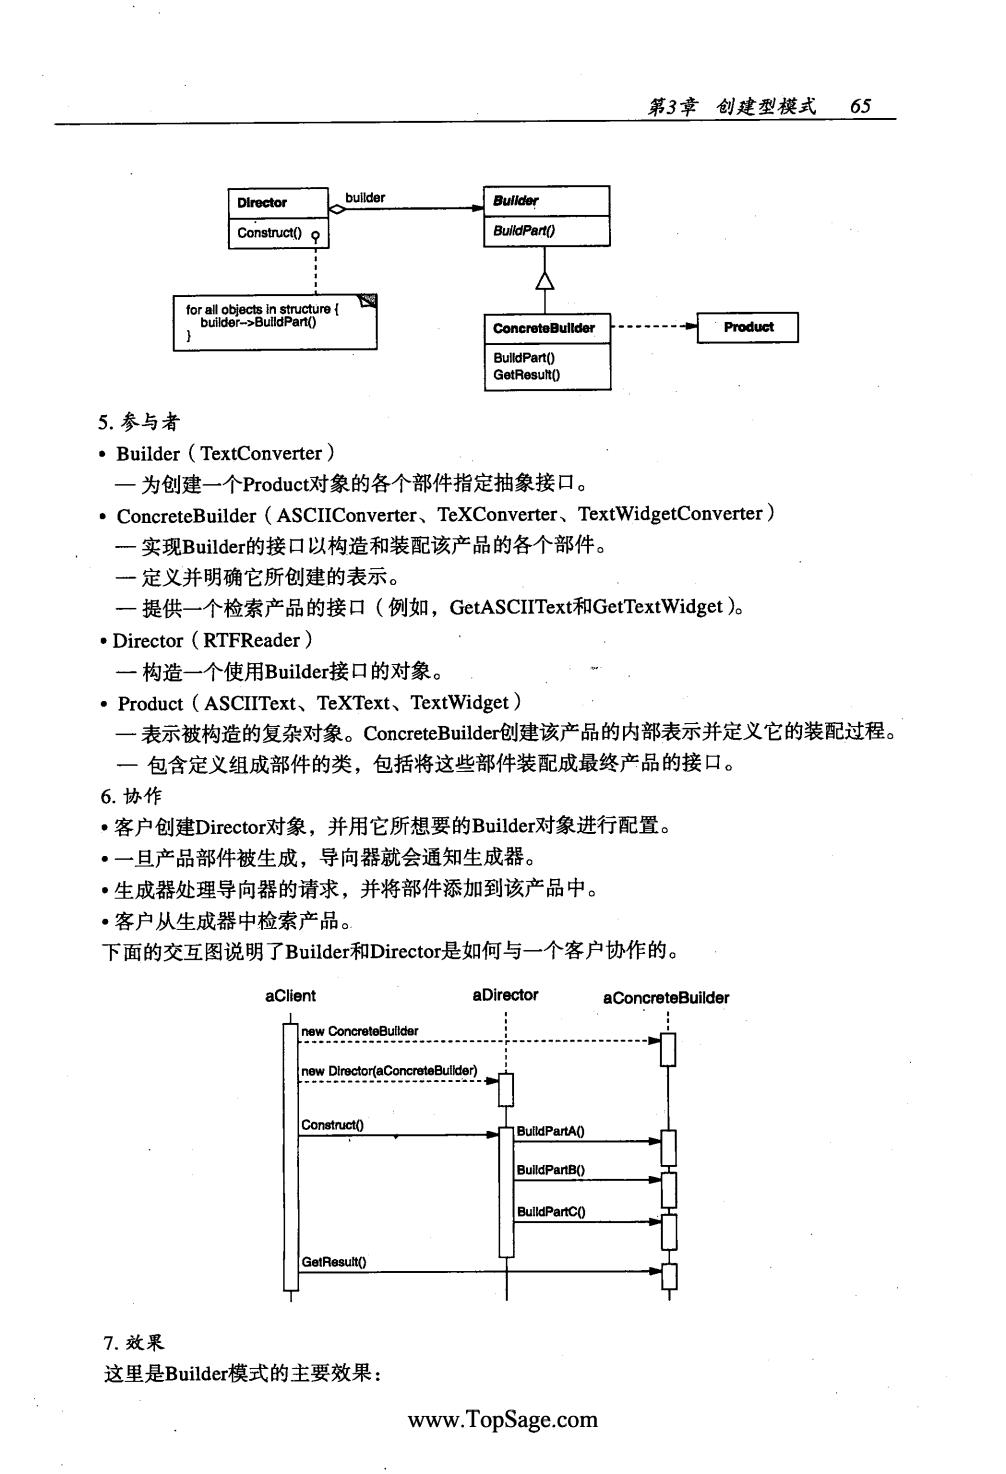 第3章 创建型模式 65
Director
builder
Builder
Construct()
BuildPart()
for all objects in structure {
builder->BuildPart()
}
ConcreteBuilder
Product
BuildPart()
GetResult()
5. 参与者
• Builder（TextConverter）
— 为创建一个Product对象的各个部件指定抽象接口。
• ConcreteBuilder（ASCIIConverter、TeXConverter、TextWidgetConverter）
— 实现Builder的接口以构造和装配该产品的各个部件。
— 定义并明确它所创建的表示。
— 提供一个检索产品的接口（例如，GetASCIIText和GetTextWidget）。
• Director（RTFReader）
— 构造一个使用Builder接口的对象。
• Product（ASCIIText、TeXText、TextWidget）
— 表示被构造的复杂对象。ConcreteBuilder创建该产品的内部表示并定义它的装配过程。
— 包含定义组成部件的类，包括将这些部件装配成最终产品的接口。
6. 协作
• 客户创建Director对象，并用它所想要的Builder对象进行配置。
• 一旦产品部件被生成，导向器就会通知生成器。
• 生成器处理导向器的请求，并将部件添加到该产品中。
• 客户从生成器中检索产品。
下面的交互图说明了Builder和Director是如何与一个客户协作的。
aClient aDirector aConcreteBuilder
new ConcreteBuilder
new Director(aConcreteBuilder)
Construct()
BuildPartA()
BuildPartB()
BuildPartC()
GetResult()
7. 效果
这里是Builder模式的主要效果：
www.TopSage.com